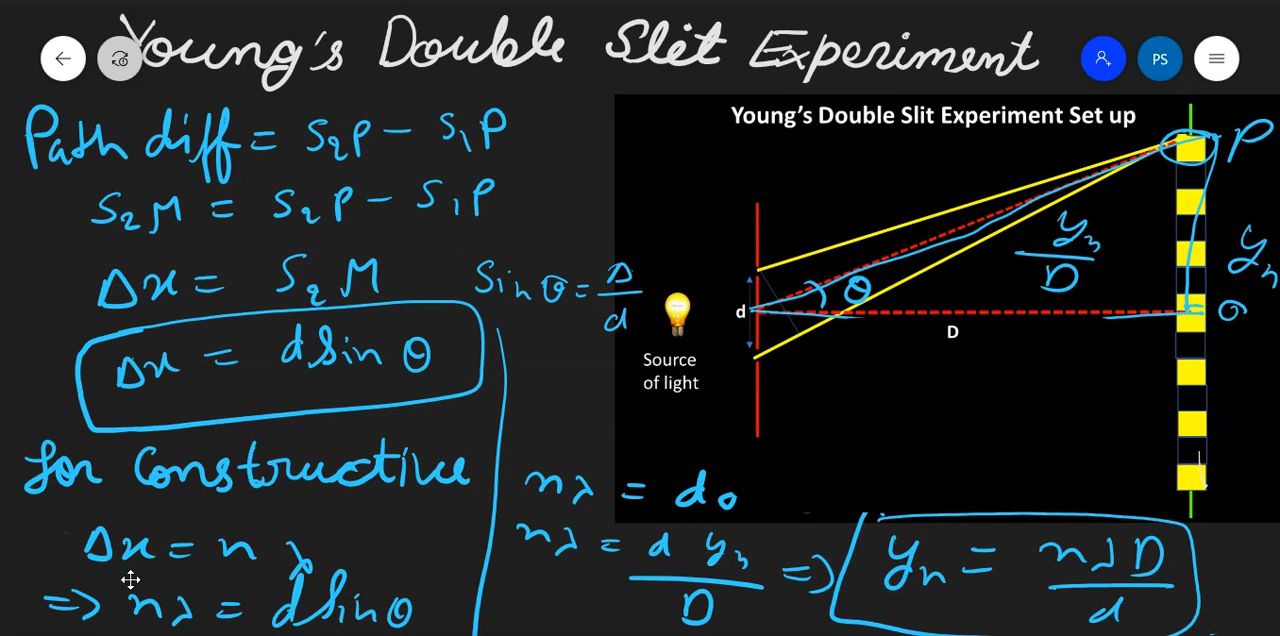 Young's Double Slit Experiment
PS
Path diff = S₂P - S₁P
S₂M = S₂P - S₁P
Δx = S₂M
Sin θ = D/d
Δx = dSin θ
for Constructive
Δx = nλ
=> nλ = dSinθ
Young's Double Slit Experiment Set up
P
yₙ/D
yₙ
θ
d
O
D
Source
of light
nλ = dθ
nλ = d yₙ/D => yₙ = nλD/d